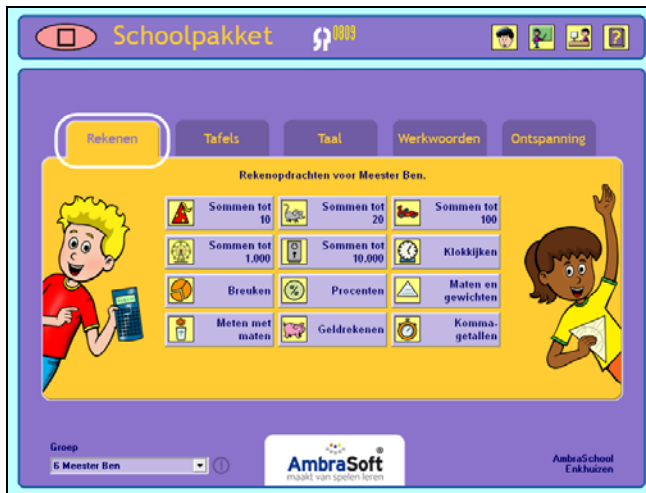 Schoolpakket
0809
Rekenen
Tafels
Taal
Werkwoorden
Ontspanning
Rekenopdrachten voor Meester Ben.
Sommen tot
10
Sommen tot
20
Sommen tot
100
Sommen tot
1.000
Sommen tot
10.000
Klokkijken
Breuken
%
Procenten
Maten en
gewichten
Meten met
maten
Geldrekenen
Komma-
getallen
Groep
6 Meester Ben
AmbraSoft®
maakt van spelen leren
AmbraSchool
Enkhuizen